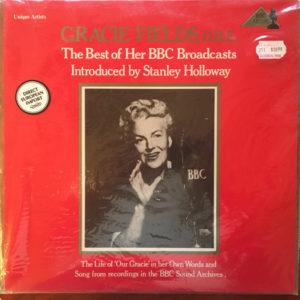 Unique Artists
GRACIE FIELDS D.B.E.
The Best of Her BBC Broadcasts
Introduced by Stanley Holloway
DIRECT
EUROPEAN
IMPORT
BBC
The Life of 'Our Gracie' in her Own Words and
Song from recordings in the BBC Sound Archives